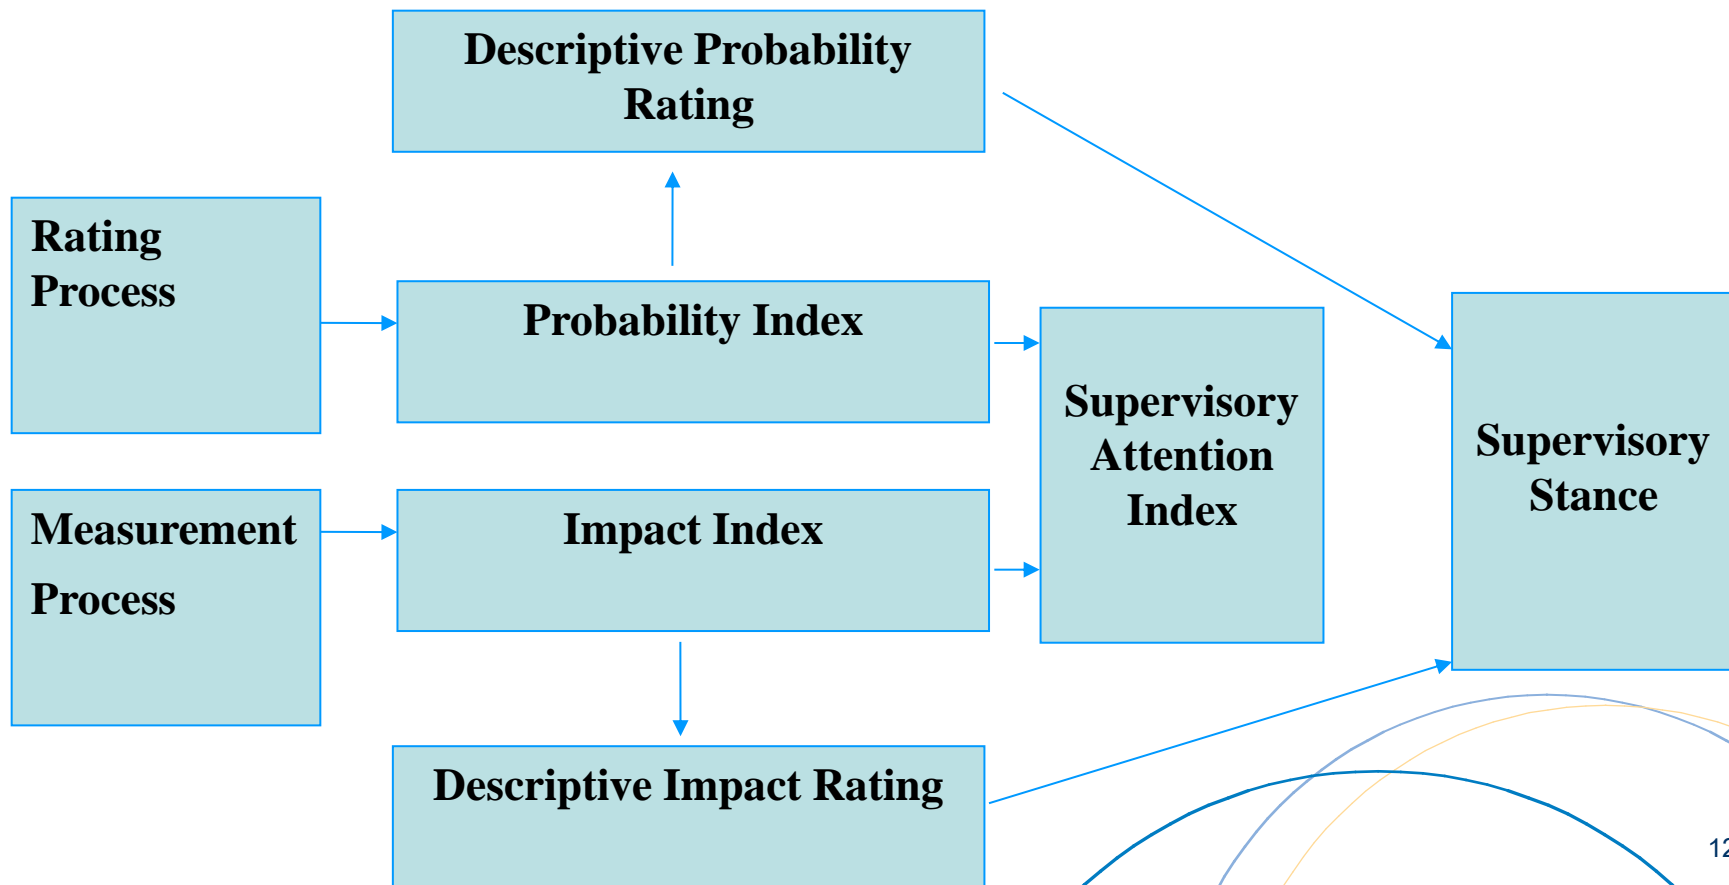 Descriptive Probability
Rating
Rating
Process
Probability Index
Supervisory
Attention
Index
Supervisory
Stance
Measurement
Process
Impact Index
Descriptive Impact Rating
12